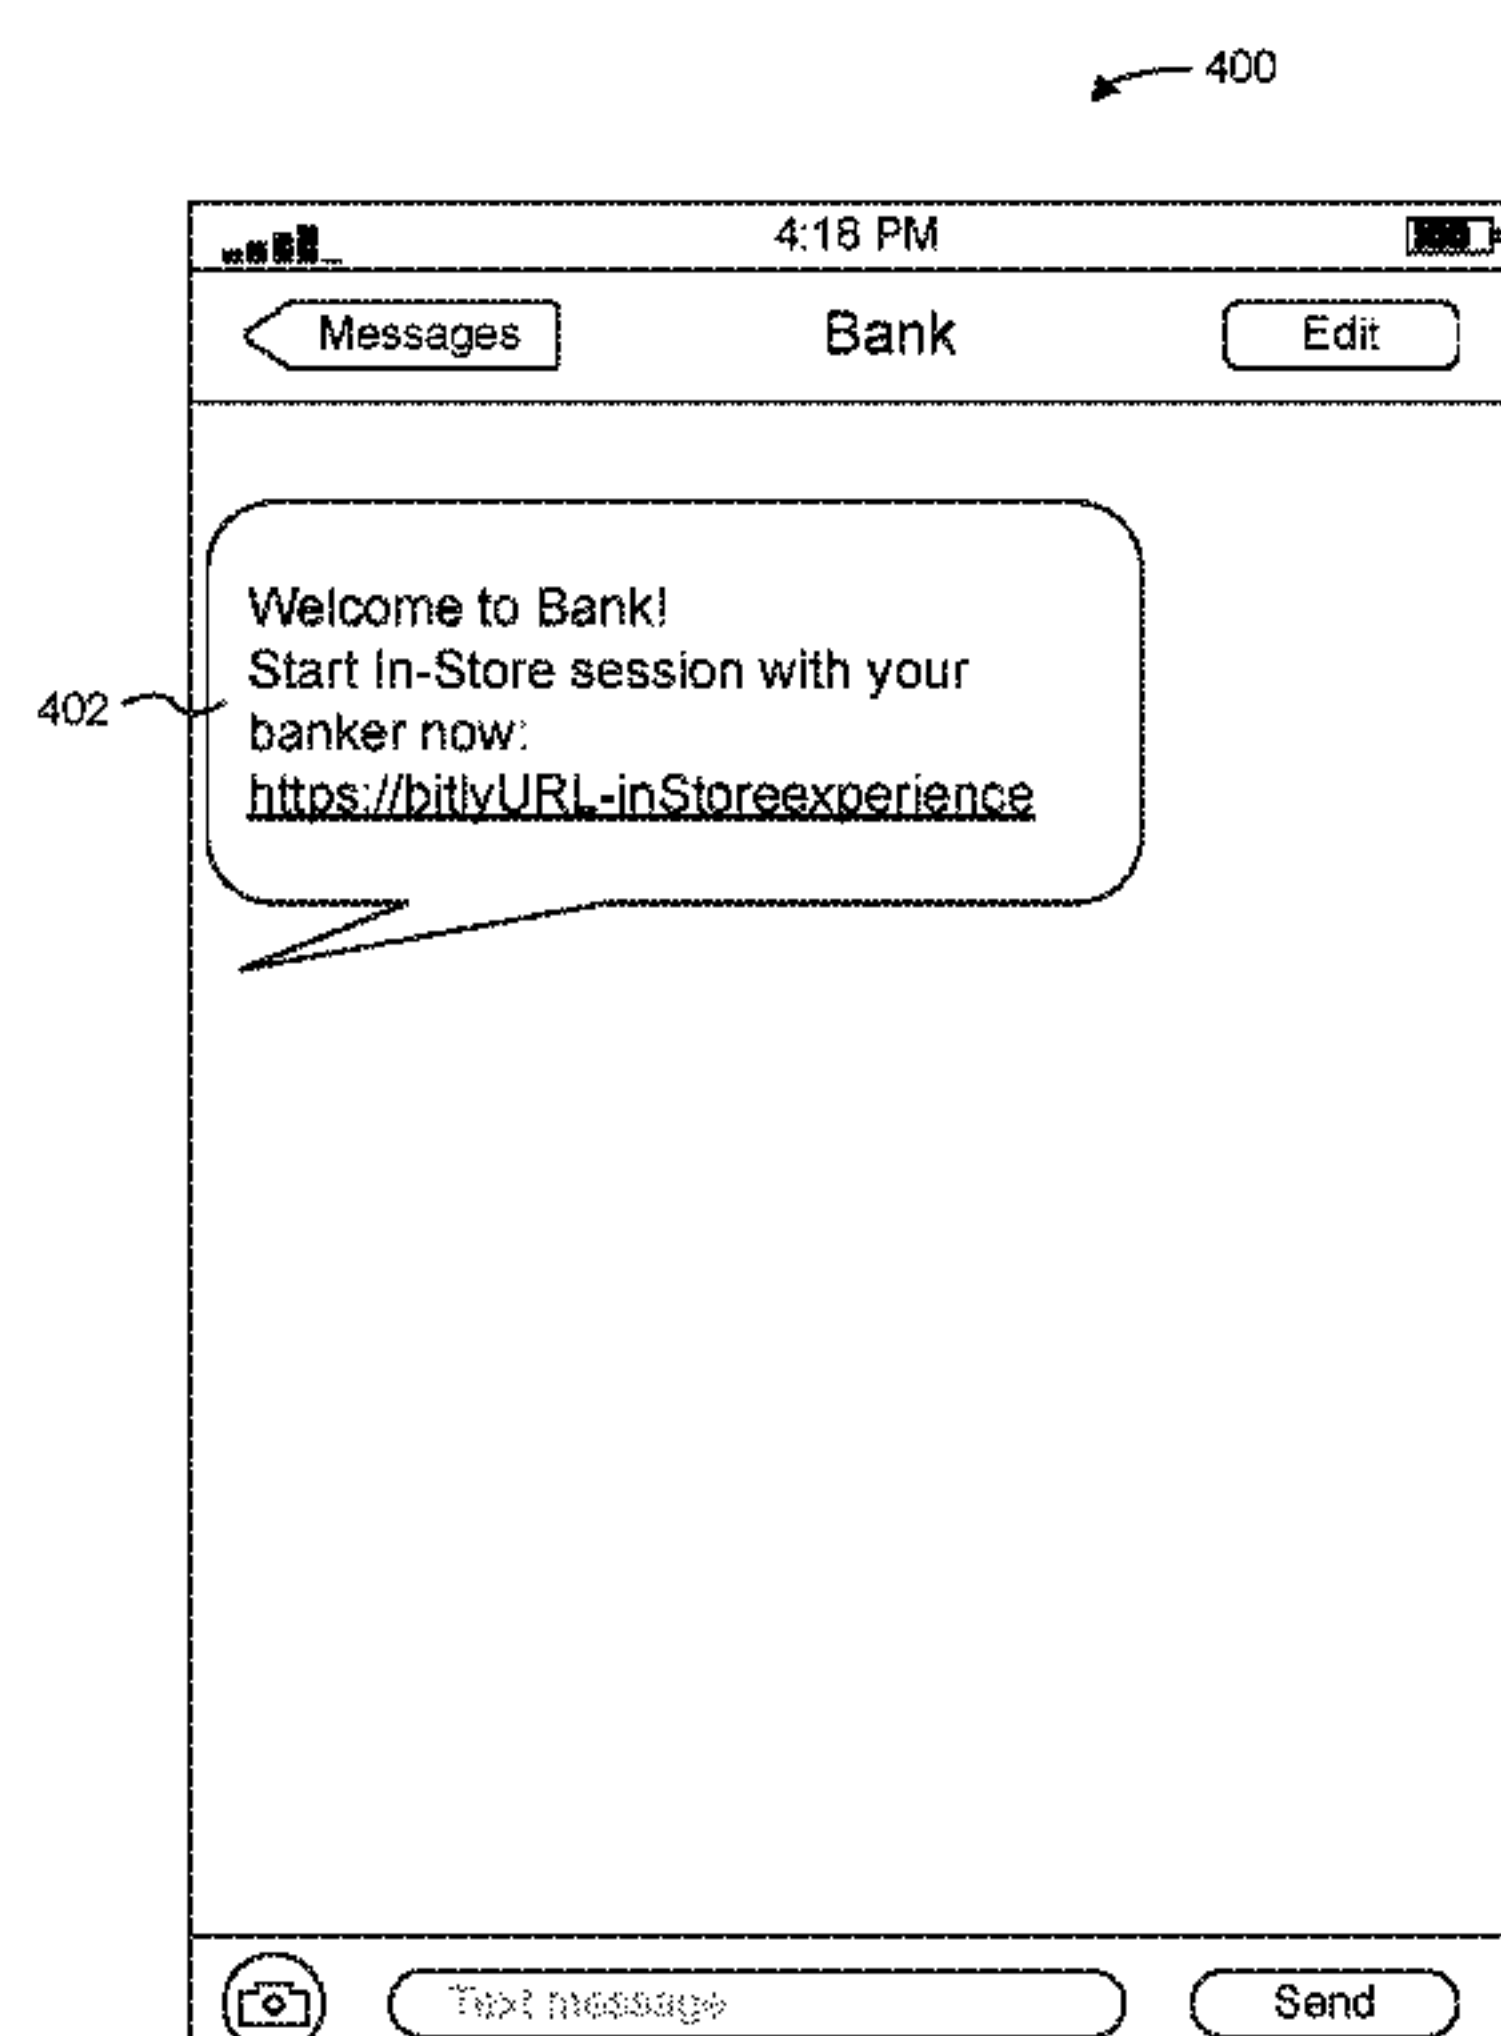 400
4:18 PM
Messages Bank Edit
Welcome to Bank!
Start In-Store session with your
402
banker now:
https://bitlyURL-inStoreexperience
Text message Send